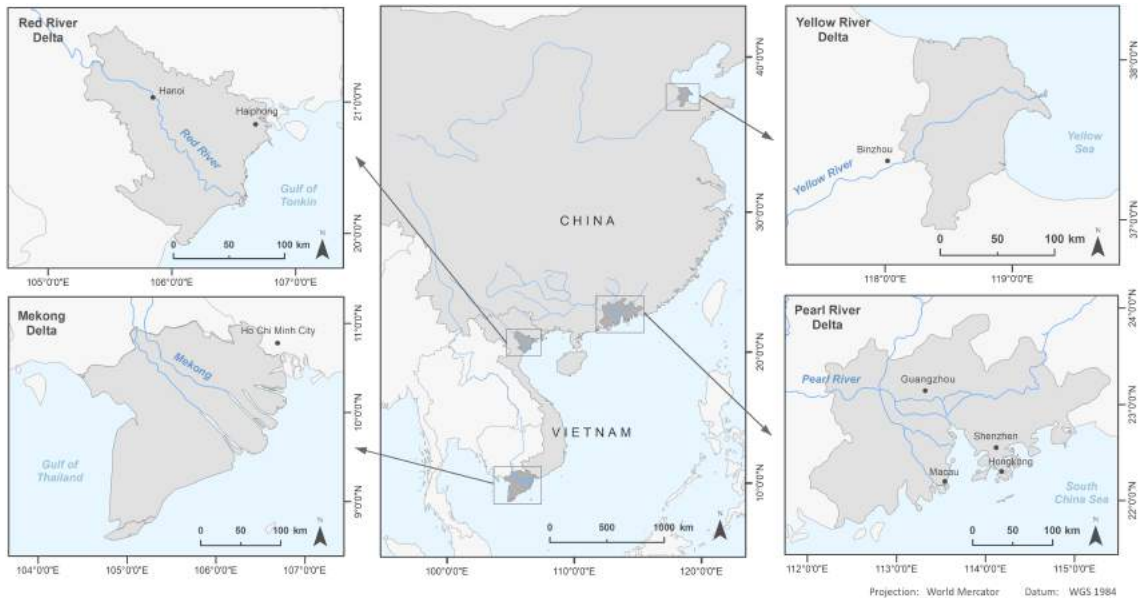 Red River
Delta
Hanoi
Haiphong
Red River
Gulf of
Tonkin
N
0 50 100 km
21°0'0"N
20°0'0"N
105°0'0"E 106°0'0"E 107°0'0"E
Mekong
Delta
Ho Chi Minh City
Mekong
Gulf of
Thailand
N
0 50 100 km
11°0'0"N
10°0'0"N
9°0'0"N
104°0'0"E 105°0'0"E 106°0'0"E 107°0'0"E
CHINA
VIETNAM
N
0 500 1000 km
40°0'0"N
30°0'0"N
20°0'0"N
10°0'0"N
100°0'0"E 110°0'0"E 120°0'0"E
Yellow River
Delta
Binzhou
Yellow River
Yellow
Sea
N
0 50 100 km
38°0'0"N
37°0'0"N
118°0'0"E 119°0'0"E
Pearl River
Delta
Pearl River
Guangzhou
Shenzhen
Hongkong
Macau
South
China Sea
N
0 50 100 km
24°0'0"N
23°0'0"N
22°0'0"N
112°0'0"E 113°0'0"E 114°0'0"E 115°0'0"E
Projection: World Mercator Datum: WGS 1984